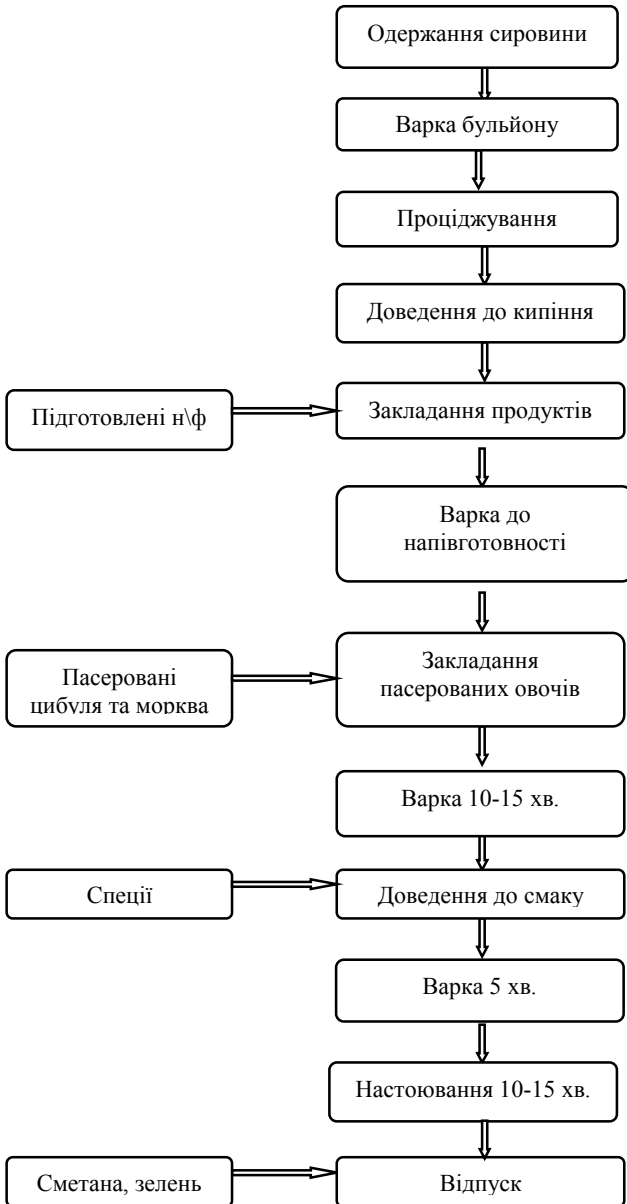 Одержання сировини
Варка бульйону
Проціджування
Доведення до кипіння
Підготовлені н\ф
Закладання продуктів
Варка до
напівготовності
Пасеровані
цибуля та морква
Закладання
пасерованих овочів
Варка 10-15 хв.
Спеції
Доведення до смаку
Варка 5 хв.
Настоювання 10-15 хв.
Сметана, зелень
Відпуск